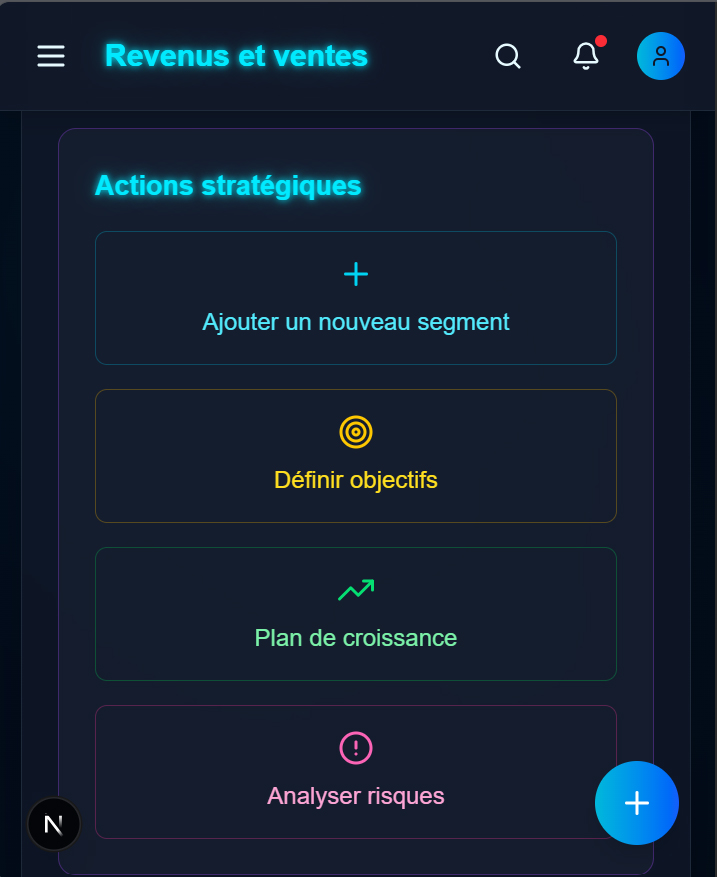 Revenus et ventes
Actions stratégiques
Ajouter un nouveau segment
Définir objectifs
Plan de croissance
Analyser risques
N